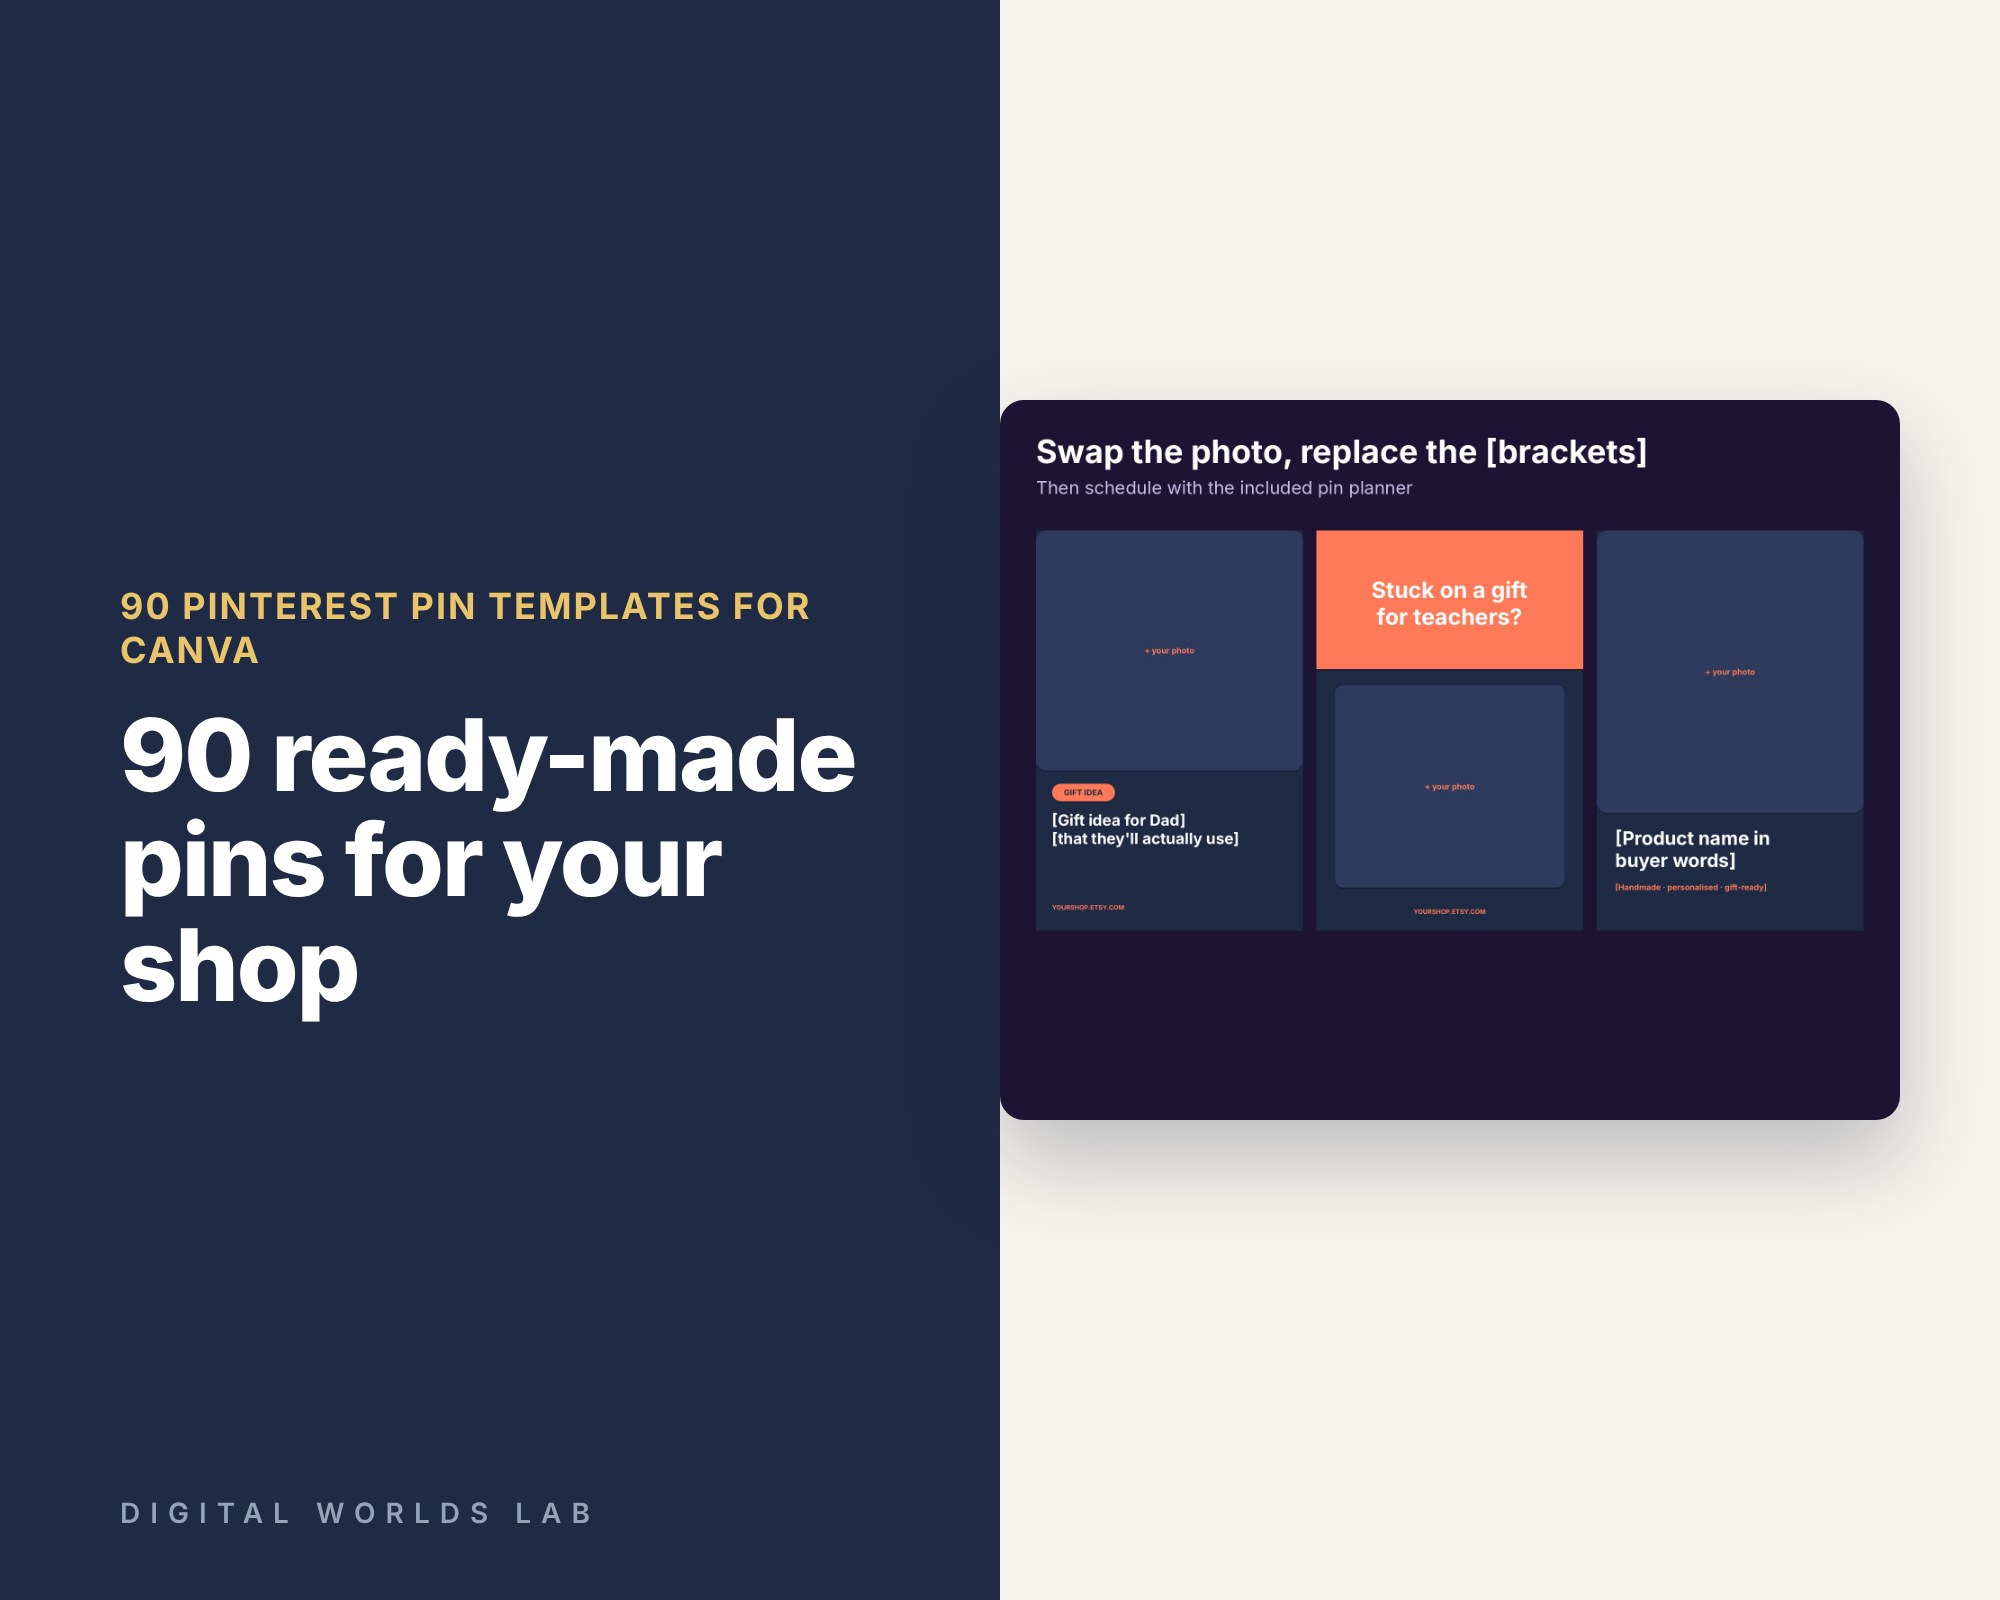 90 PINTEREST PIN TEMPLATES FOR
CANVA
90 ready-made
pins for your
shop
DIGITAL WORLDS LAB
Swap the photo, replace the [brackets]
Then schedule with the included pin planner
+ your photo
GIFT IDEA
[Gift idea for Dad]
[that they'll actually use]
YOURSHOP.ETSY.COM
Stuck on a gift
for teachers?
+ your photo
YOURSHOP.ETSY.COM
+ your photo
[Product name in
buyer words]
[Handmade · personalised · gift-ready]